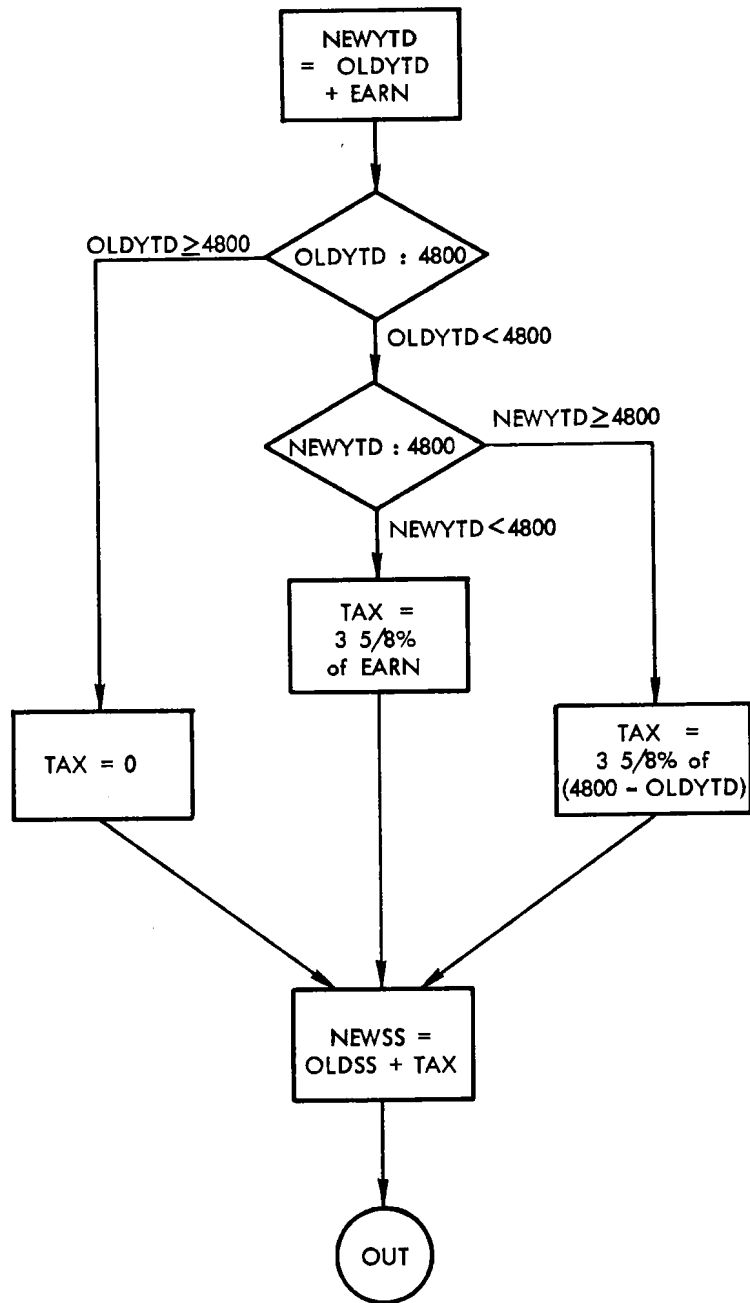 NEWYTD
= OLDYTD
+ EARN
OLDYTD≥4800
OLDYTD : 4800
OLDYTD<4800
NEWYTD : 4800
NEWYTD≥4800
NEWYTD<4800
TAX =
3 5/8%
of EARN
TAX = 0
TAX =
3 5/8% of
(4800 - OLDYTD)
NEWSS =
OLDSS + TAX
OUT